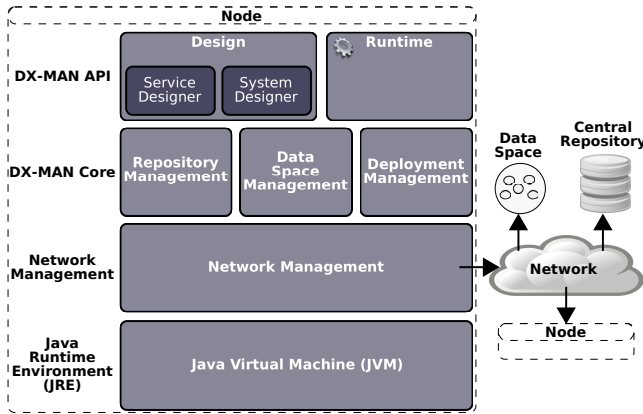 Node
Design
Runtime
DX-MAN API
Service
Designer
System
Designer
DX-MAN Core
Repository
Management
Data
Space
Management
Deployment
Management
Data
Space
Central
Repository
Network
Management
Network Management
Network
Node
Java
Runtime
Environment
(JRE)
Java Virtual Machine (JVM)